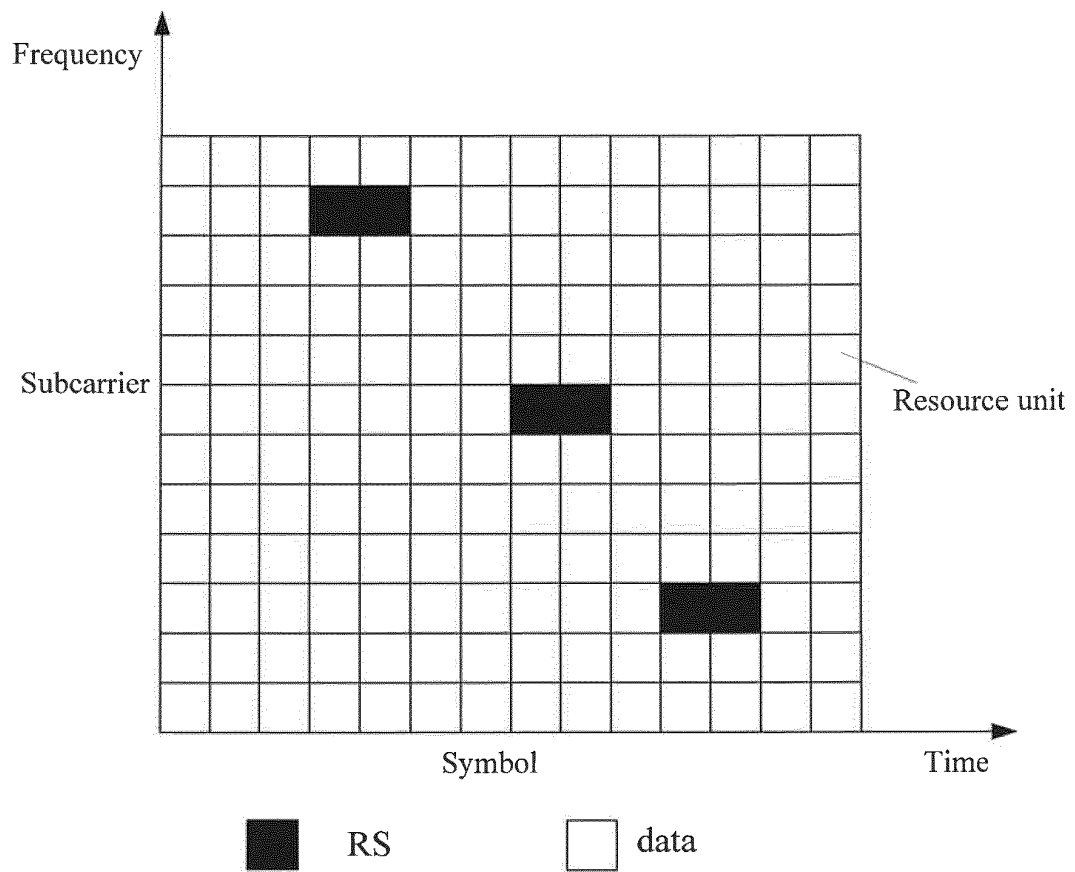 Frequency
Subcarrier
Resource unit
Symbol
Time
RS
data